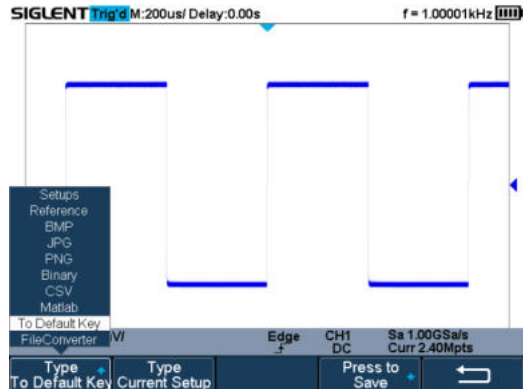 SIGLENT Trig'd M:200us/ Delay:0.00s f = 1.00001kHz
Setups
Reference
BMP
JPG
PNG
Binary
CSV
Matlab
To Default Key
FileConverter V/ Edge CH1 Sa 1.00GSa/s
DC Curr 2.40Mpts
Type Type Press to
To Default Key Current Setup Save